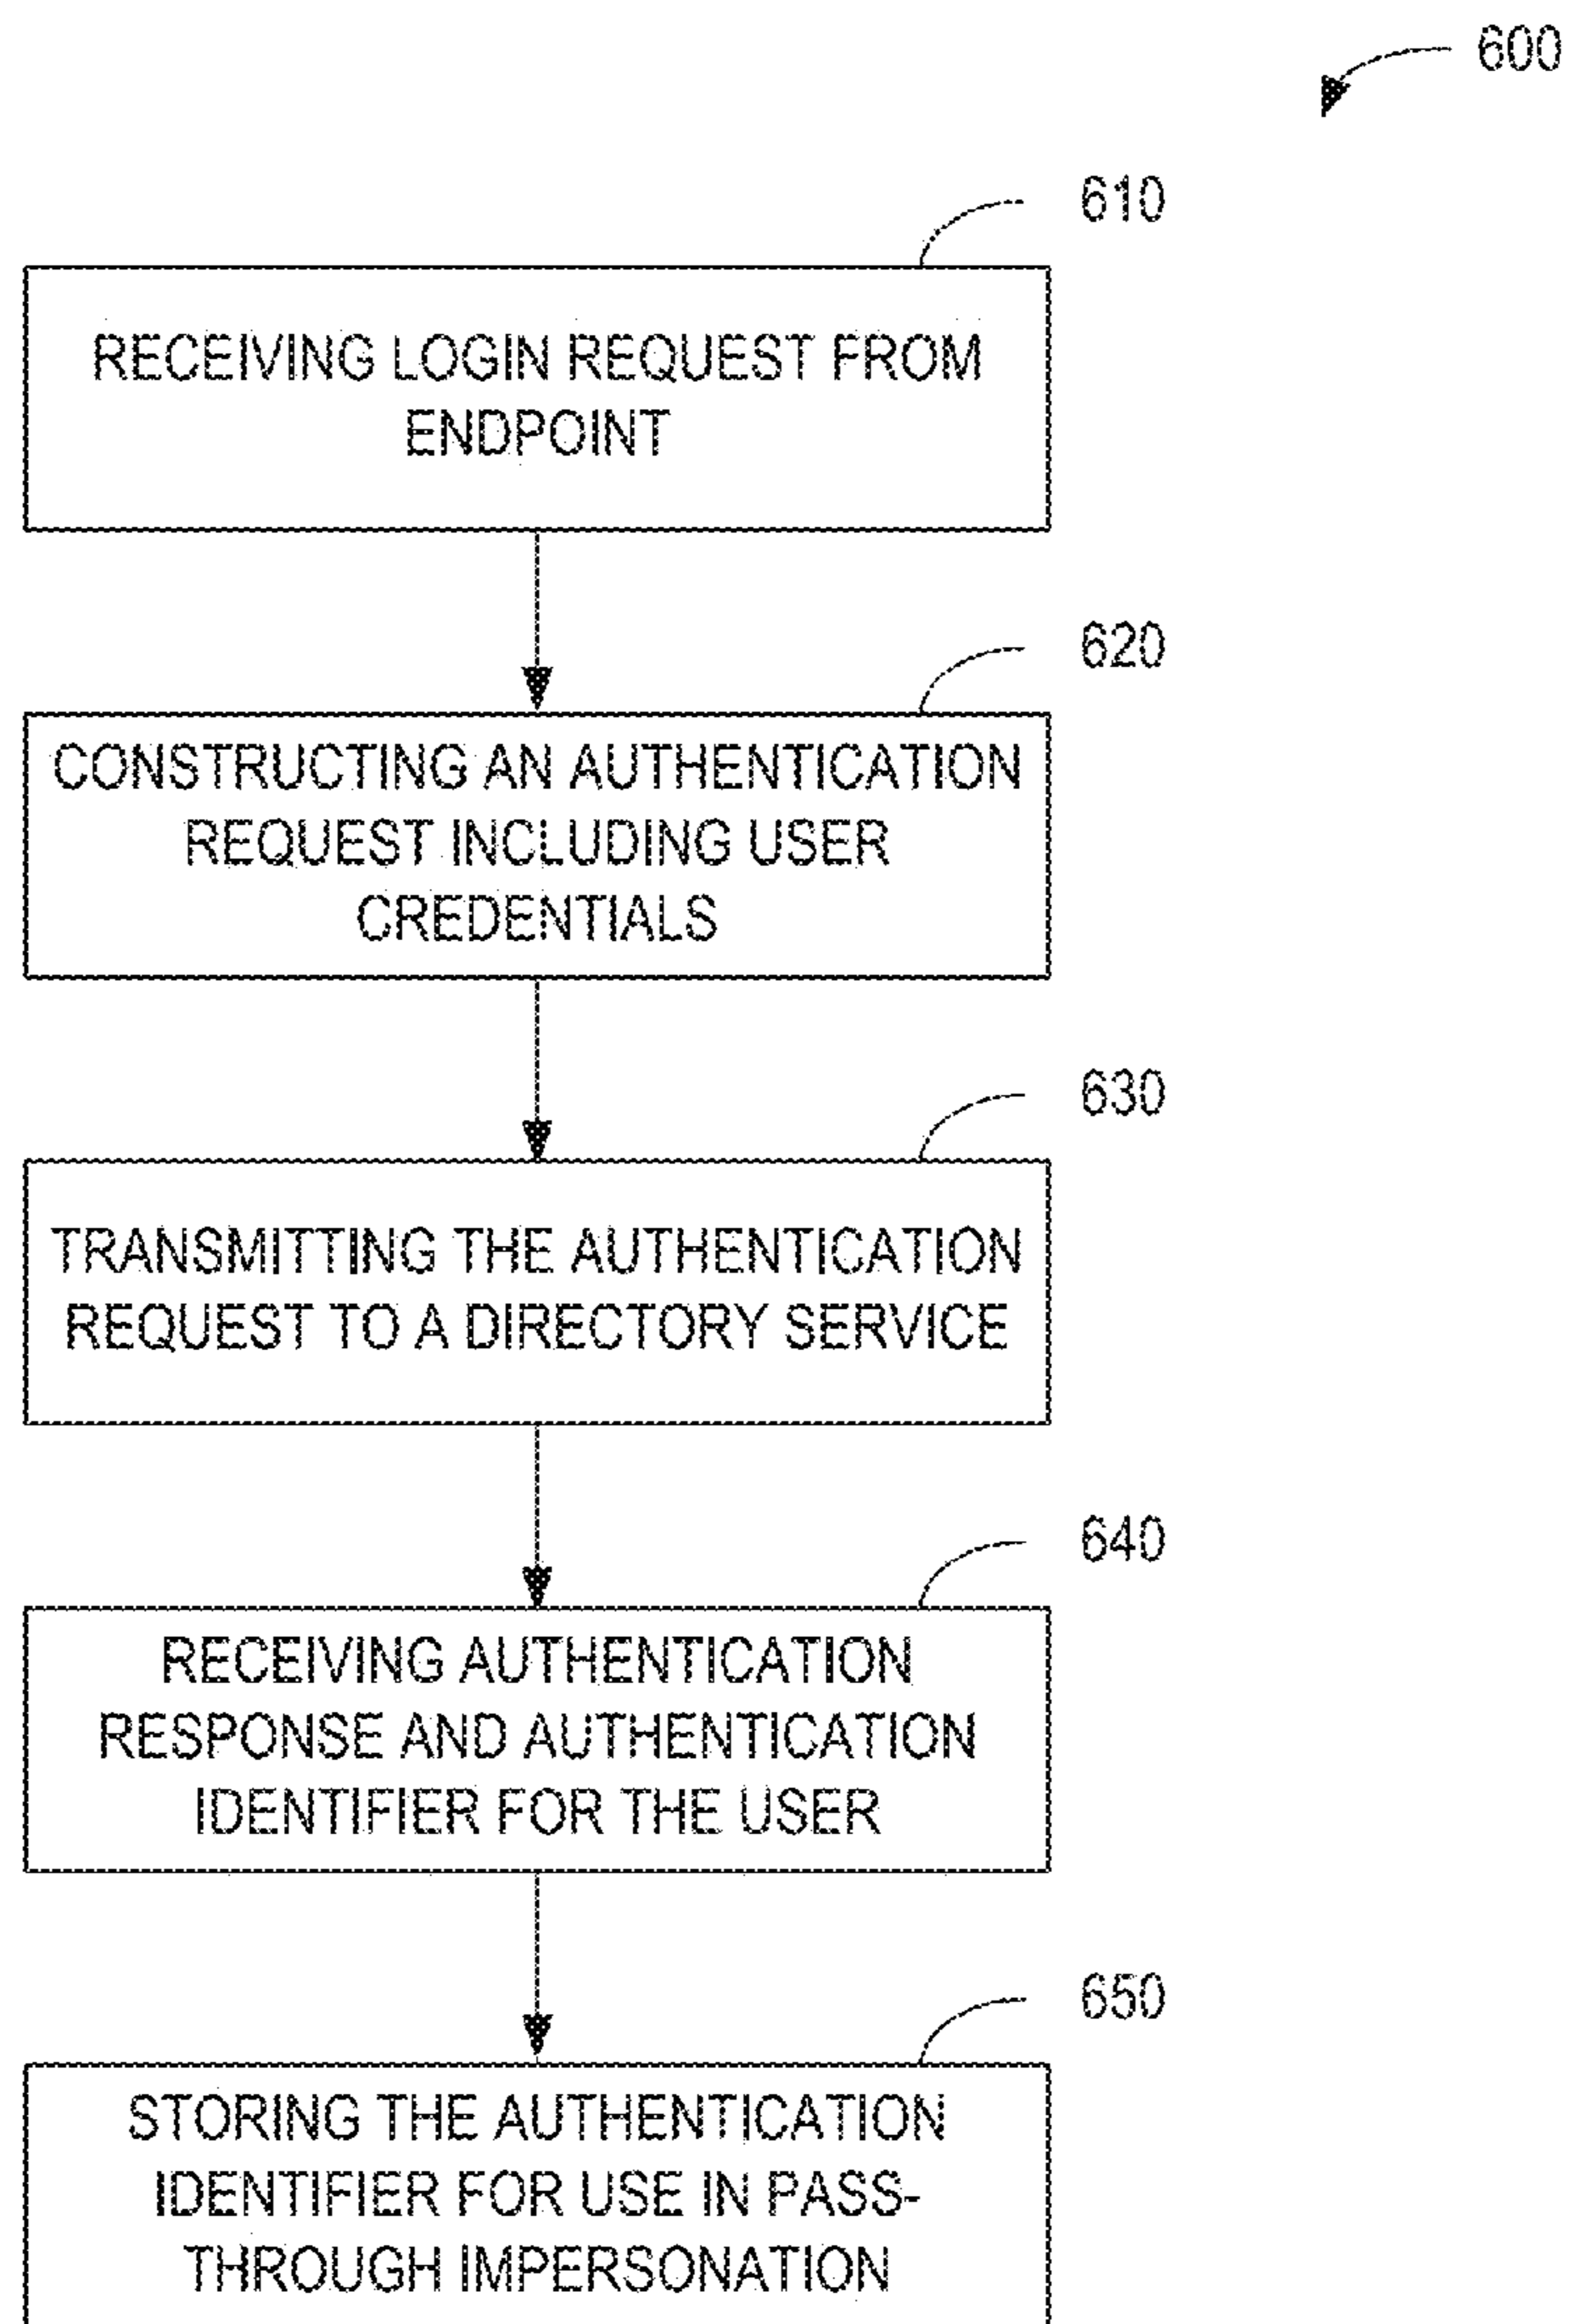 600
610
RECEIVING LOGIN REQUEST FROM
ENDPOINT
620
CONSTRUCTING AN AUTHENTICATION
REQUEST INCLUDING USER
CREDENTIALS
630
TRANSMITTING THE AUTHENTICATION
REQUEST TO A DIRECTORY SERVICE
640
RECEIVING AUTHENTICATION
RESPONSE AND AUTHENTICATION
IDENTIFIER FOR THE USER
650
STORING THE AUTHENTICATION
IDENTIFIER FOR USE IN PASS-
THROUGH IMPERSONATION